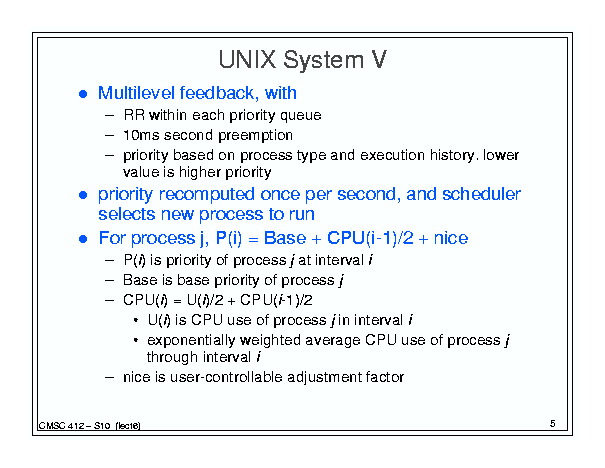 UNIX System V
● Multilevel feedback, with
– RR within each priority queue
– 10ms second preemption
– priority based on process type and execution history. lower
value is higher priority
● priority recomputed once per second, and scheduler
selects new process to run
● For process j, P(i) = Base + CPU(i-1)/2 + nice
– P(i) is priority of process j at interval i
– Base is base priority of process j
– CPU(i) = U(i)/2 + CPU(i-1)/2
• U(i) is CPU use of process j in interval i
• exponentially weighted average CPU use of process j
through interval i
– nice is user-controllable adjustment factor
CMSC 412 – S10 (lect6)
5